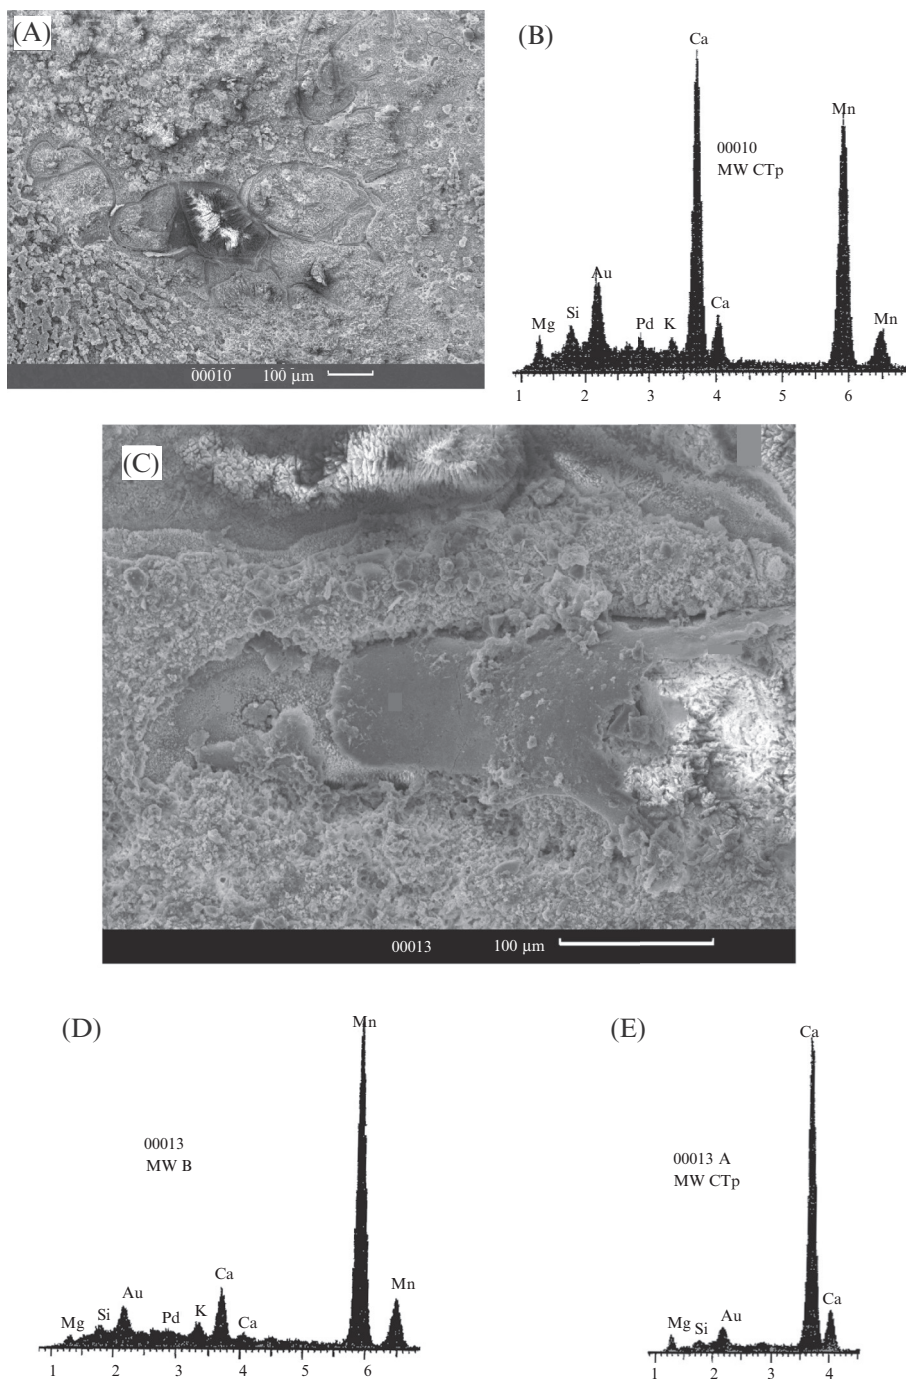 (A)
00010 100 µm
(B)
Ca
Mn
00010
MW CTp
Au
Si
Mg
Pd
K
Ca
Mn
1 2 3 4 5 6
(C)
00013 100 µm
(D)
Mn
00013
MW B
Ca
Au
Si
Mg
Pd
K
Ca
Mn
1 2 3 4 5 6
(E)
Ca
00013 A
MW CTp
Au
Mg
Si
Ca
1 2 3 4